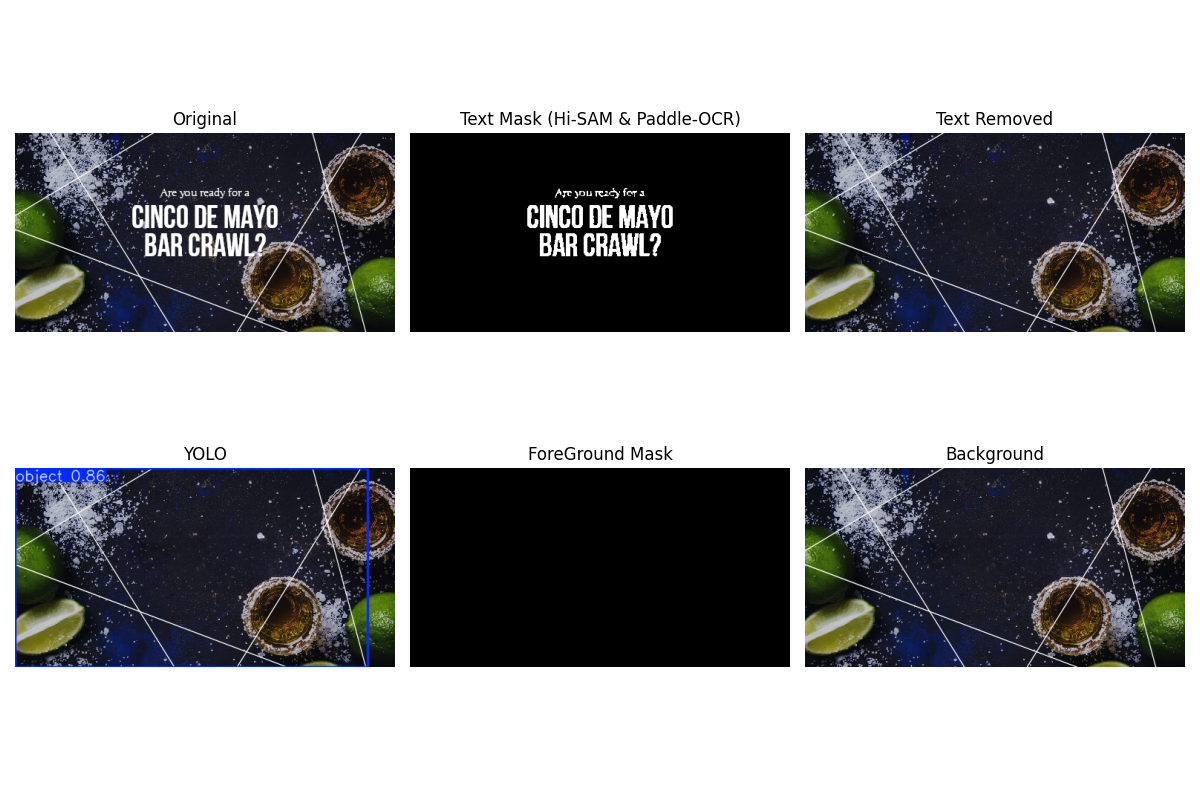 Original
Are you ready for a
CINCO DE MAYO
BAR CRAWL?
Text Mask (Hi-SAM & Paddle-OCR)
Are you ready for a
CINCO DE MAYO
BAR CRAWL?
Text Removed
YOLO
object 0.86
ForeGround Mask
Background